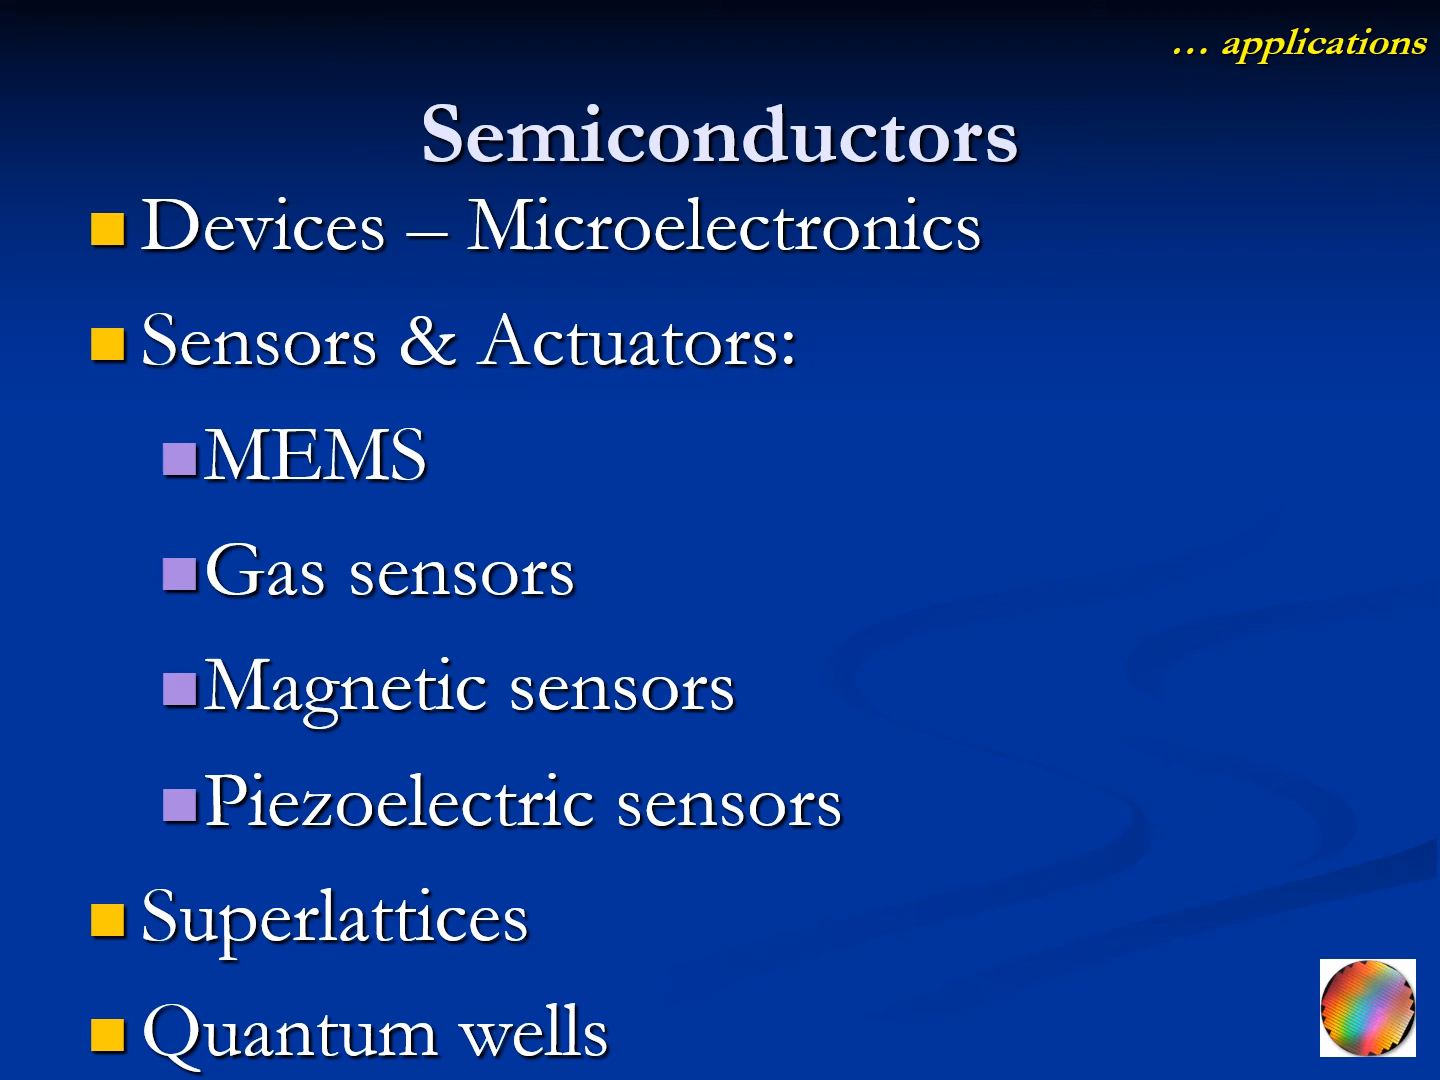 … applications
Semiconductors
Devices – Microelectronics
Sensors & Actuators:
MEMS
Gas sensors
Magnetic sensors
Piezoelectric sensors
Superlattices
Quantum wells